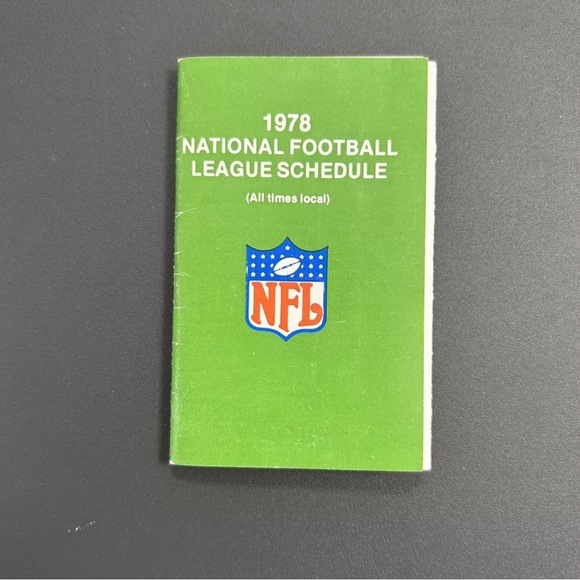 1978
NATIONAL FOOTBALL
LEAGUE SCHEDULE
(All times local)
NFL